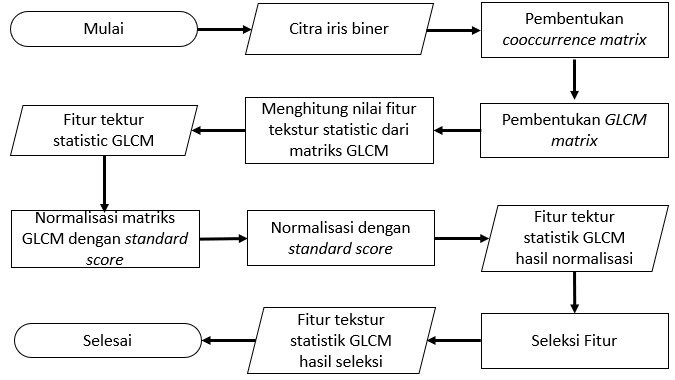 Mulai
Citra iris biner
Pembentukan
cooccurrence matrix
Pembentukan GLCM
matrix
Menghitung nilai fitur
tekstur statistic dari
matriks GLCM
Fitur tektur
statistic GLCM
Normalisasi matriks
GLCM dengan standard
score
Normalisasi dengan
standard score
Fitur tektur
statistik GLCM
hasil normalisasi
Seleksi Fitur
Fitur tekstur
statistik GLCM
hasil seleksi
Selesai